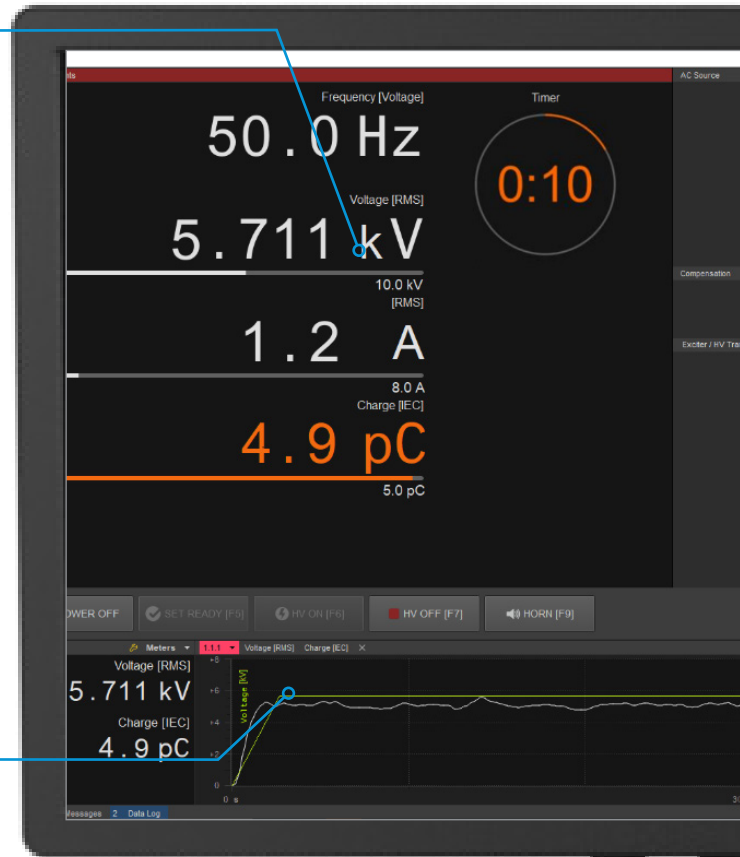 nts
AC Source
Frequency [Voltage]
Timer
50.0 Hz
0:10
Voltage [RMS]
5.711 kV
10.0 kV
Compensation
[RMS]
1.2 A
Exciter / HV Tra
8.0 A
Charge [IEC]
4.9 pC
5.0 pC
OWER OFF
SET READY [F5]
HV ON [F6]
HV OFF [F7]
HORN [F9]
Meters
1.1.1
Voltage [RMS]
Charge [IEC]
Voltage [RMS]
5.711 kV
Charge [IEC]
4.9 pC
+8
+6
+4
+2
0
Voltage [kV]
0 s
30
Messages
2 Data Log